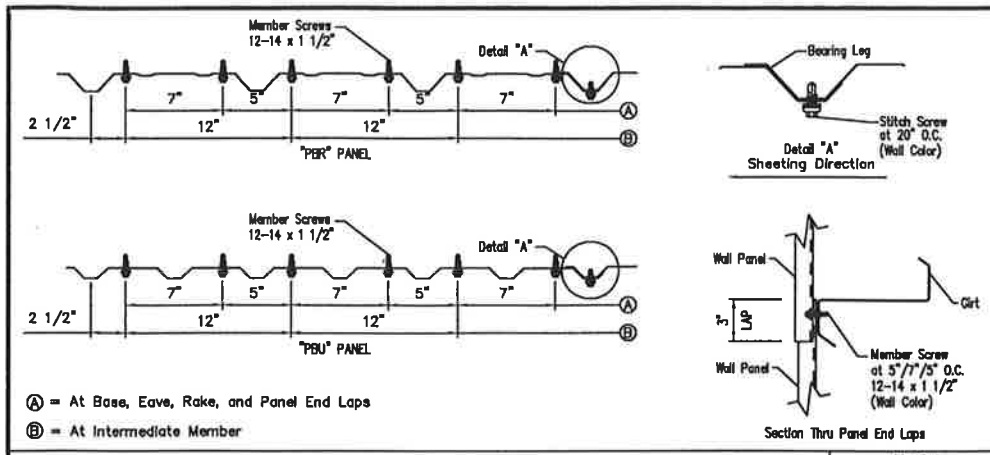 Member Screws
12-14 x 1 1/2"
Detail "A"
7" 5" 7" 5" 7" A
2 1/2" 12" 12" B
"PBR" PANEL
Member Screws
12-14 x 1 1/2"
Detail "A"
7" 5" 7" 5" 7" A
2 1/2" 12" 12" B
"PBU" PANEL
A = At Base, Eave, Rake, and Panel End Laps
B = At Intermediate Member
Bearing Leg
Stitch Screw
at 20" O.C.
(Wall Color)
Detail "A"
Sheeting Direction
Wall Panel
Girt
3"
LAP
Wall Panel
Member Screw
at 5"/7"/5" O.C.
12-14 x 1 1/2"
(Wall Color)
Section Thru Panel End Laps